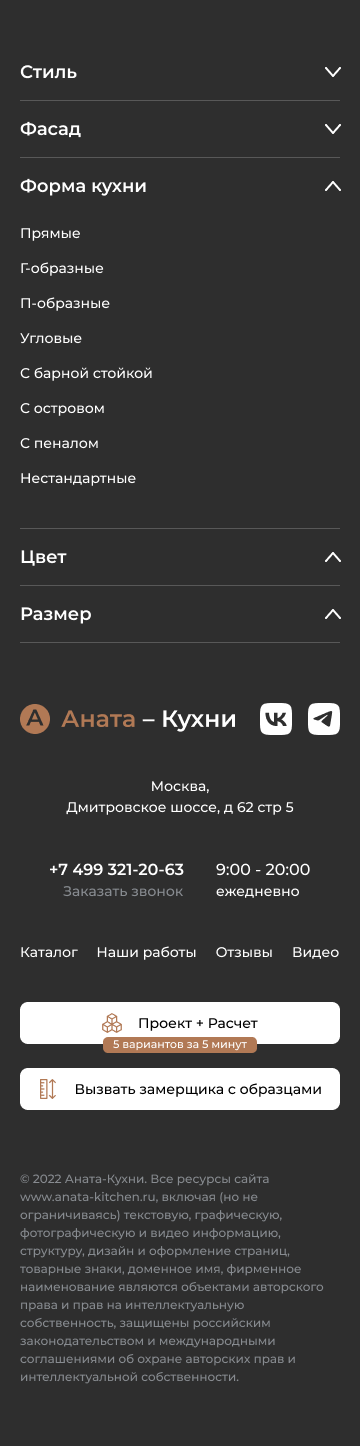 Стиль
Фасад
Форма кухни
Прямые
Г-образные
П-образные
Угловые
С барной стойкой
С островом
С пеналом
Нестандартные
Цвет
Размер
А Аната – Кухни
Москва,
Дмитровское шоссе, д 62 стр 5
+7 499 321-20-63 9:00 - 20:00
Заказать звонок ежедневно
Каталог Наши работы Отзывы Видео
Проект + Расчет
5 вариантов за 5 минут
Вызвать замерщика с образцами
© 2022 Аната-Кухни. Все ресурсы сайта
www.anata-kitchen.ru, включая (но не
ограничиваясь) текстовую, графическую,
фотографическую и видео информацию,
структуру, дизайн и оформление страниц,
товарные знаки, доменное имя, фирменное
наименование являются объектами авторского
права и прав на интеллектуальную
собственность, защищены российским
законодательством и международными
соглашениями об охране авторских прав и
интеллектуальной собственности.